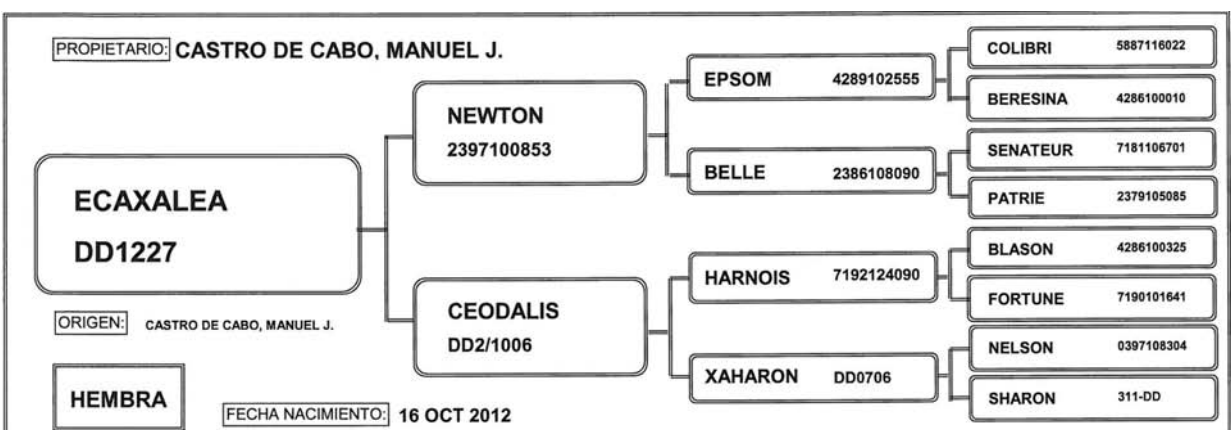 PROPIETARIO: CASTRO DE CABO, MANUEL J.
ECAXALEA
DD1227
ORIGEN: CASTRO DE CABO, MANUEL J.
HEMBRA
FECHA NACIMIENTO: 16 OCT 2012
NEWTON
2397100853
CEODALIS
DD2/1006
EPSOM 4289102555
BELLE 2386108090
HARNOIS 7192124090
XAHARON DD0706
COLIBRI 5887116022
BERESINA 4286100010
SENATEUR 7181106701
PATRIE 2379105085
BLASON 4286100325
FORTUNE 7190101641
NELSON 0397108304
SHARON 311-DD